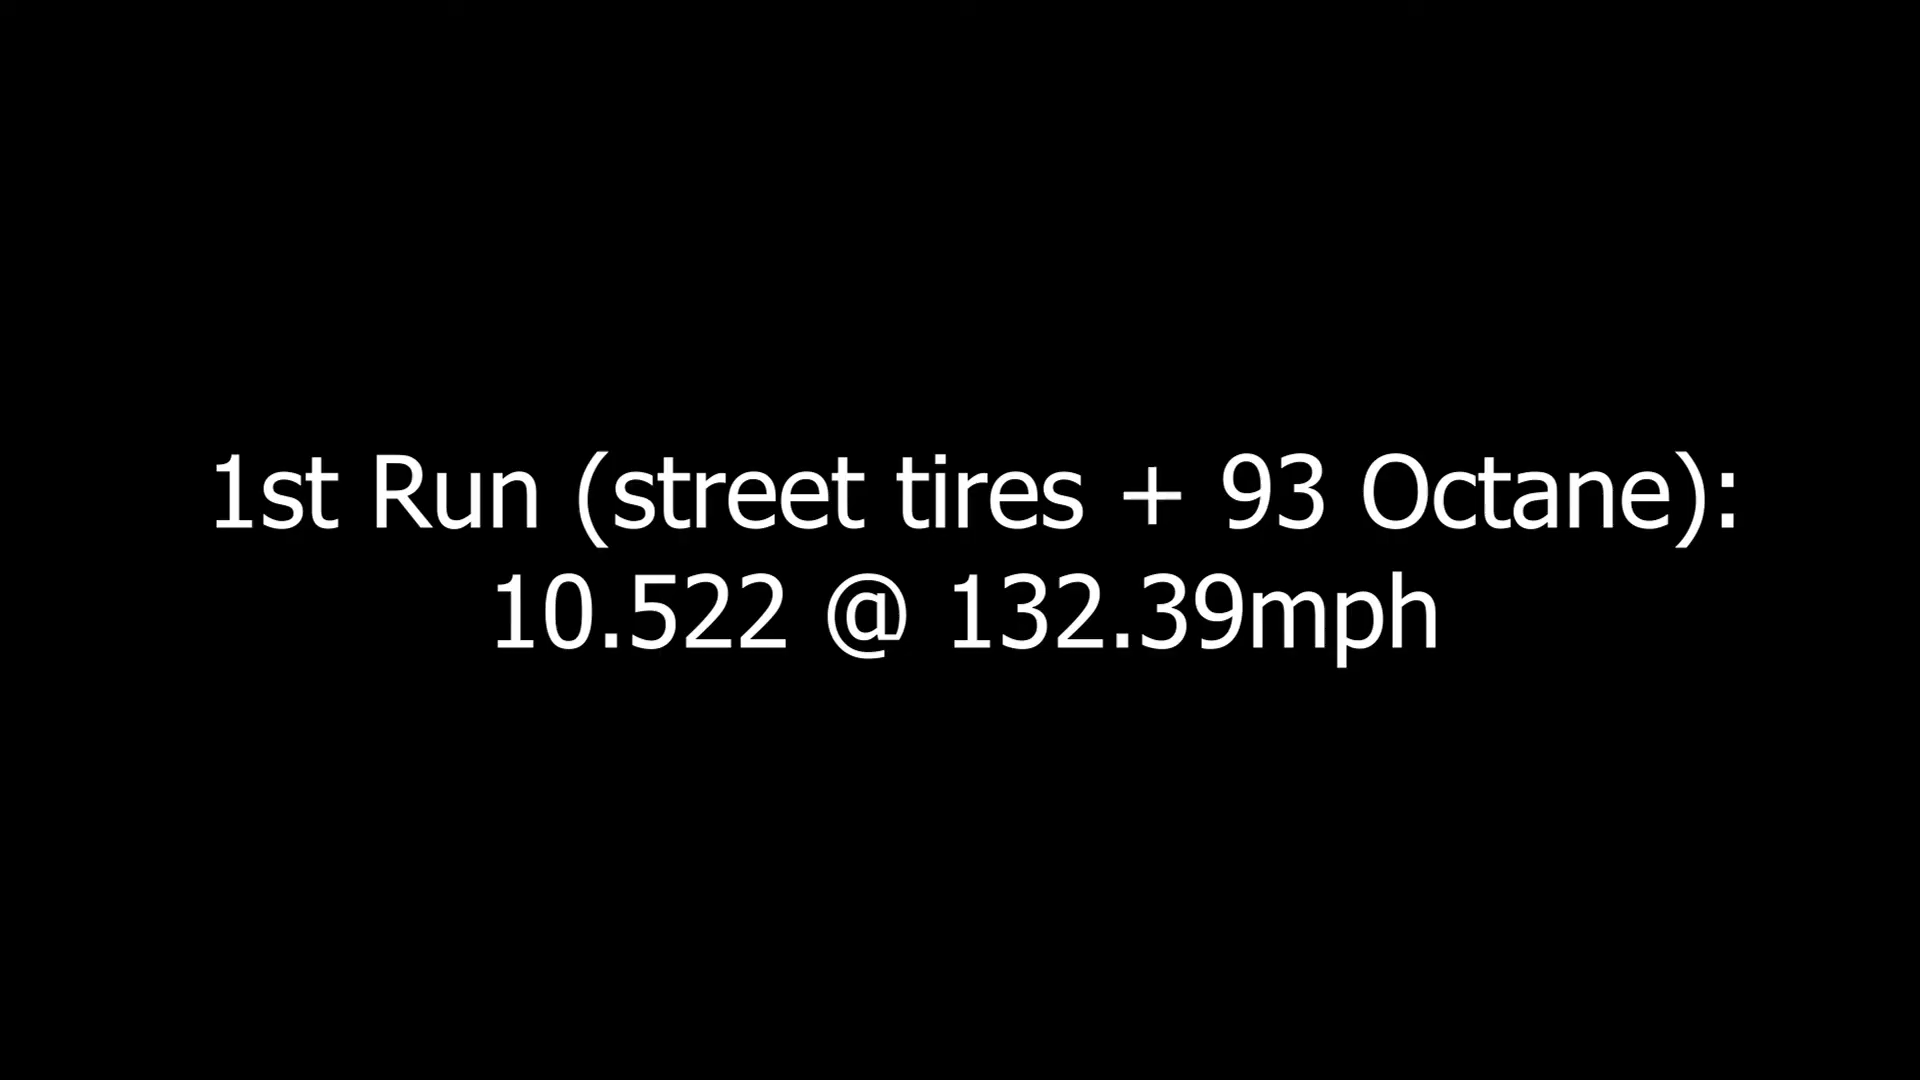 1st Run (street tires + 93 Octane):
10.522 @ 132.39mph